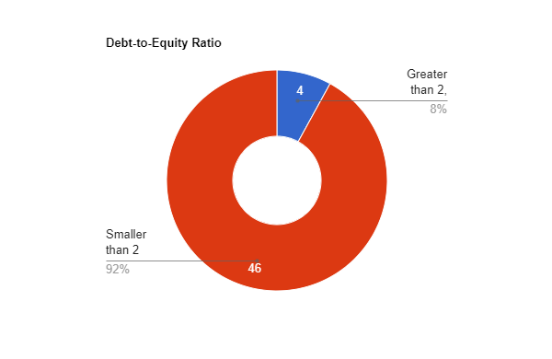 Debt-to-Equity Ratio
4
Greater
than 2,
8%
Smaller
than 2
92%
46